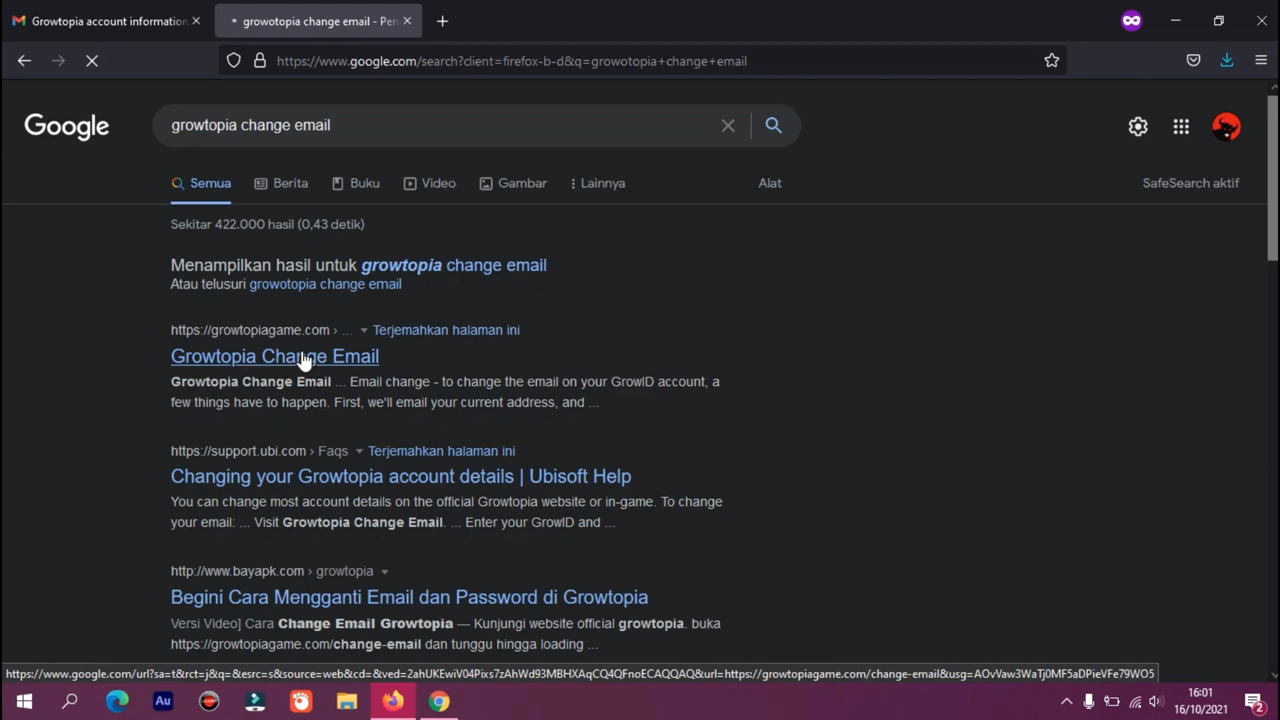 Growtopia account information
growotopia change email - Pen
https://www.google.com/search?client=firefox-b-d&q=growotopia+change+email
Google
growtopia change email
Semua
Berita
Buku
Video
Gambar
Lainnya
Alat
SafeSearch aktif
Sekitar 422.000 hasil (0,43 detik)
Menampilkan hasil untuk growtopia change email
Atau telusuri growotopia change email
https://growtopiagame.com › ... Terjemahkan halaman ini
Growtopia Change Email
Growtopia Change Email ... Email change - to change the email on your GrowID account, a
few things have to happen. First, we'll email your current address, and ...
https://support.ubi.com › Faqs Terjemahkan halaman ini
Changing your Growtopia account details | Ubisoft Help
You can change most account details on the official Growtopia website or in-game. To change
your email: ... Visit Growtopia Change Email. ... Enter your GrowID and ...
http://www.bayapk.com › growtopia
Begini Cara Mengganti Email dan Password di Growtopia
Versi Video] Cara Change Email Growtopia — Kunjungi website official growtopia. buka
https://growtopiagame.com/change-email dan tunggu hingga loading ...
https://www.google.com/url?sa=t&rct=j&q=&esrc=s&source=web&cd=&ved=2ahUKEwiV04Pixs7zAhWd93MBHXAqCQ4QFnoECAQQAQ&url=https://growtopiagame.com/change-email&usg=AOvVaw3WaTj0MF5aDPieVFe79WO5
Au
16:01
16/10/2021
2